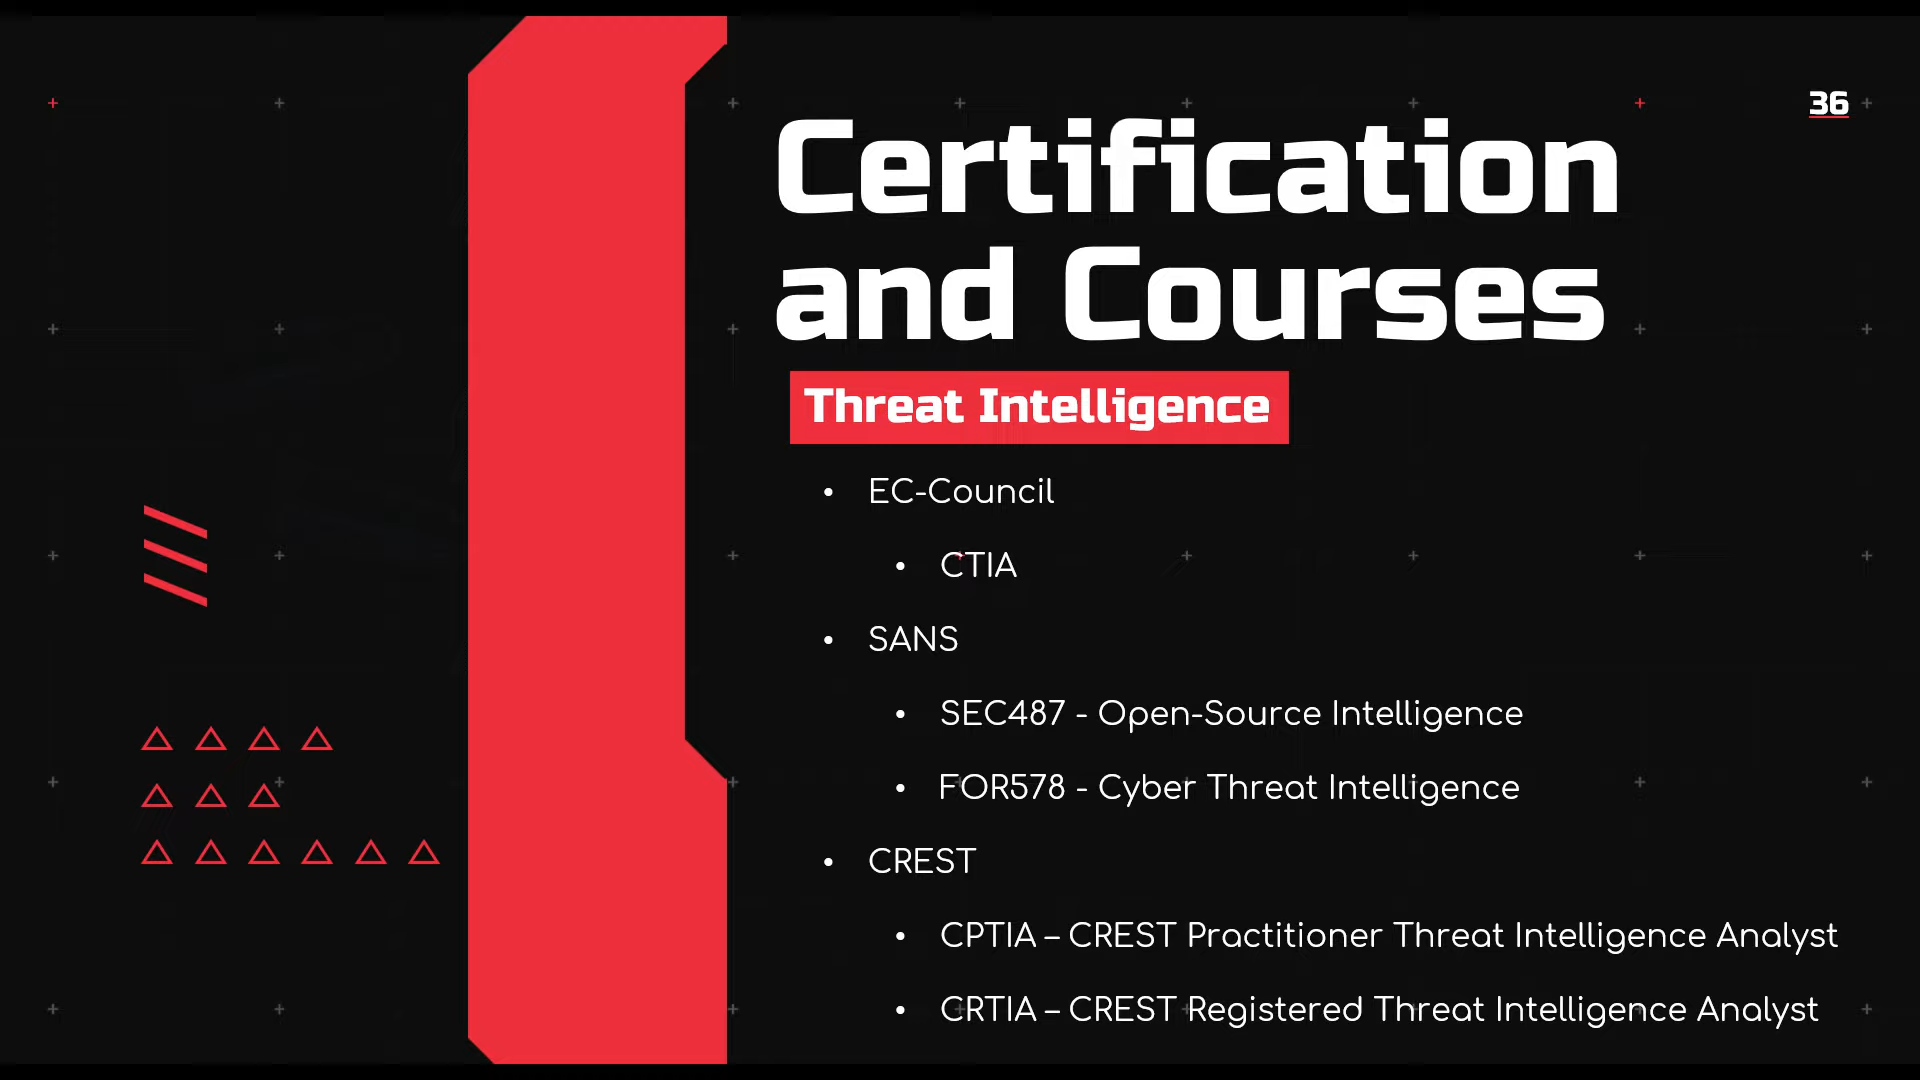 36
Certification
and Courses
Threat Intelligence
• EC-Council
• CTIA
• SANS
• SEC487 - Open-Source Intelligence
• FOR578 - Cyber Threat Intelligence
• CREST
• CPTIA – CREST Practitioner Threat Intelligence Analyst
• CRTIA – CREST Registered Threat Intelligence Analyst